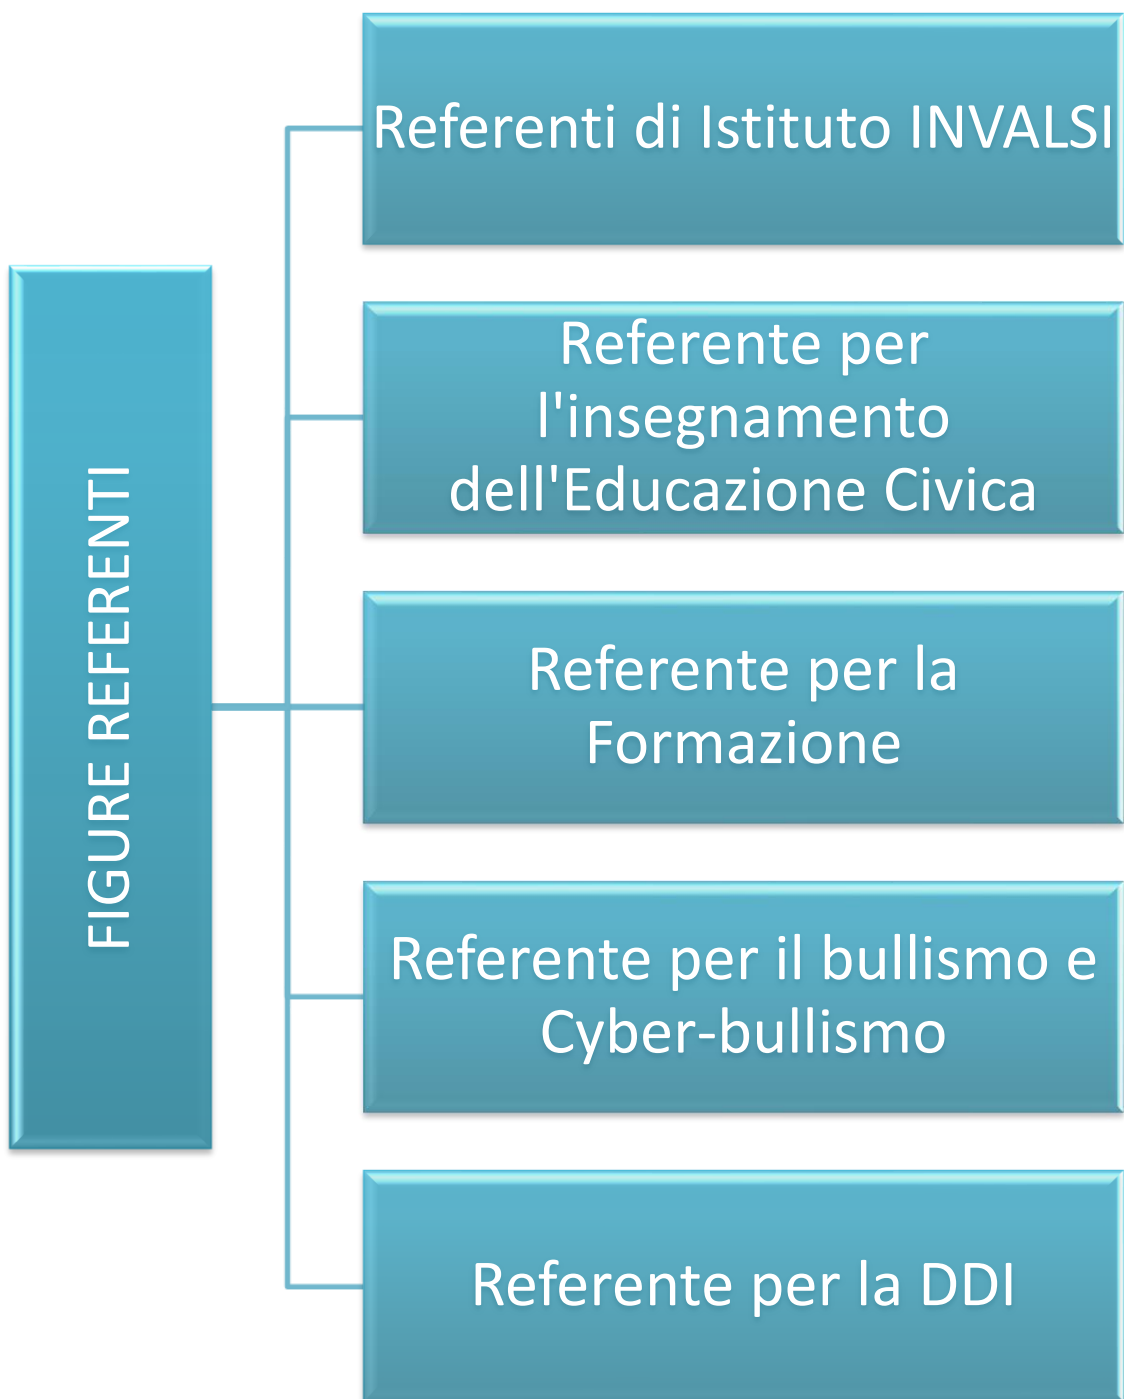 FIGURE REFERENTI
Referenti di Istituto INVALSI
Referente per
l'insegnamento
dell'Educazione Civica
Referente per la
Formazione
Referente per il bullismo e
Cyber-bullismo
Referente per la DDI